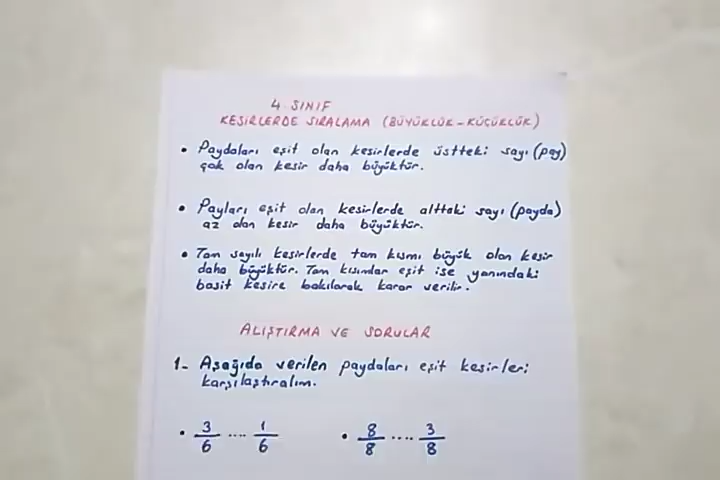 4. SINIF
KESİRLERDE SIRALAMA (BÜYÜKLÜK-KÜÇÜKLÜK)
• Paydaları eşit olan kesirlerde üstteki sayı (pay)
çok olan kesir daha büyüktür.
• Payları eşit olan kesirlerde alttaki sayı (payda)
az olan kesir daha büyüktür.
• Tam sayılı kesirlerde tam kısmı büyük olan kesir
daha büyüktür. Tam kısımlar eşit ise yanındaki
basit kesire bakılarak karar verilir.
ALIŞTIRMA VE SORULAR
1- Aşağıda verilen paydaları eşit kesirleri
karşılaştıralım.
• 3/6 .... 1/6 • 8/8 .... 3/8